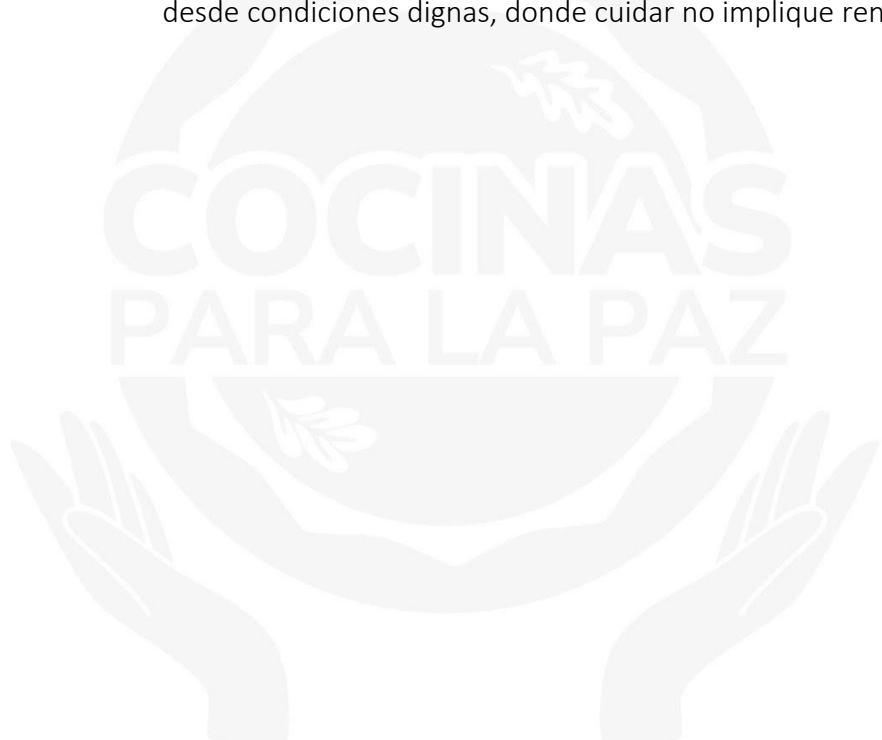 desde condiciones dignas, donde cuidar no implique ren
COCINAS
PARA LA PAZ